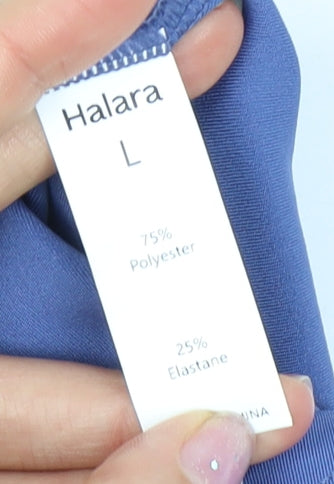 Halara
L
75%
Polyester
25%
Elastane